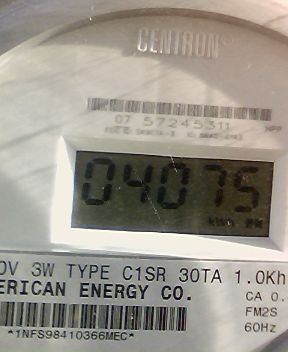 CENTRON®
07 57245311
04075
KWH
0V 3W TYPE C1SR 30TA 1.0Kh
ERICAN ENERGY CO.
CA 0.
FM2S
60Hz
*1NFS98410366MEC*